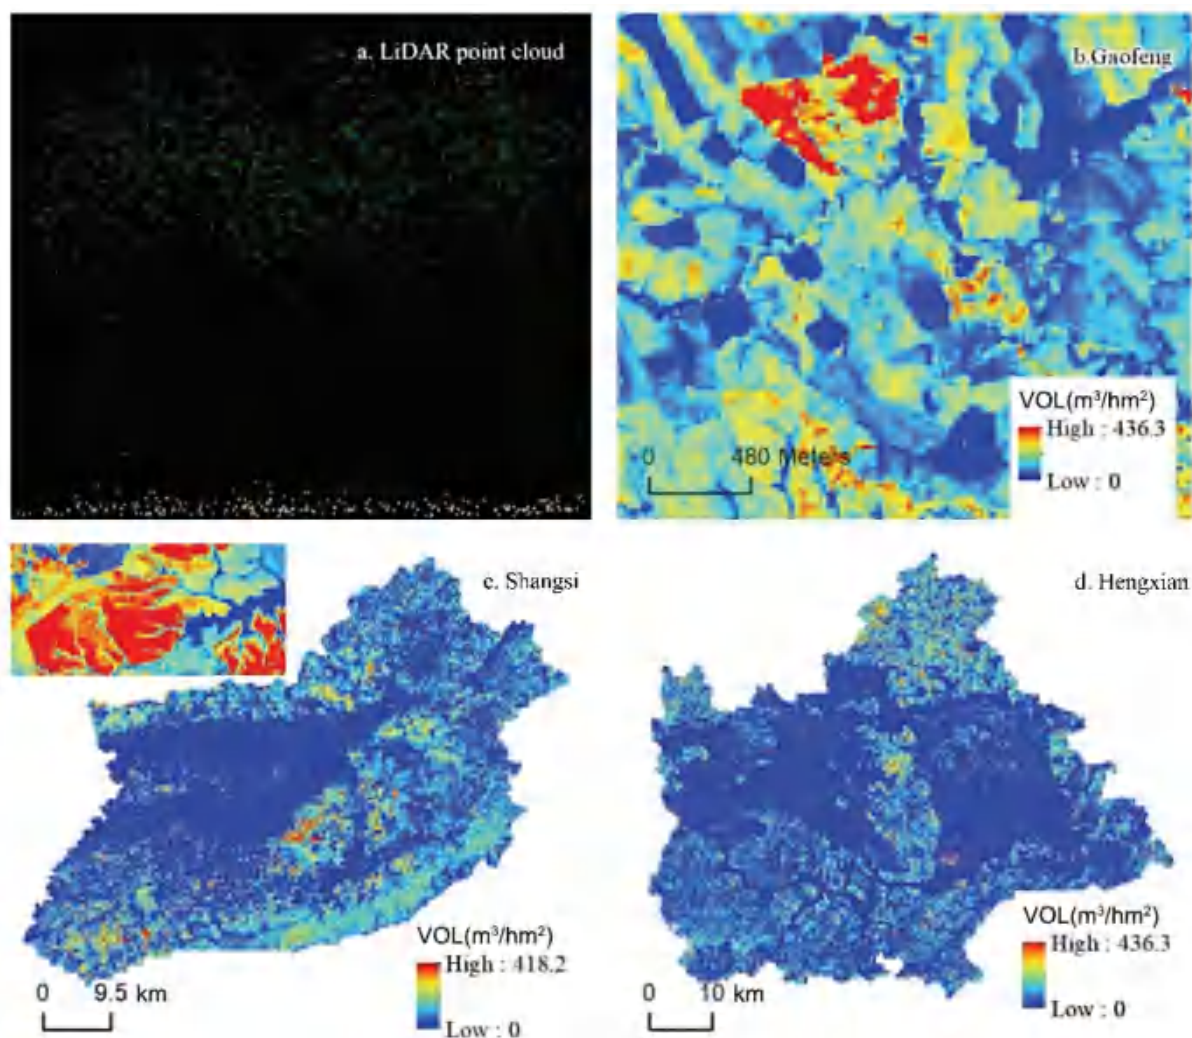 a. LiDAR point cloud
b.Gaofeng
VOL(m³/hm²)
High : 436.3
Low : 0
0 480 Meters
c. Shangsi
VOL(m³/hm²)
High : 418.2
Low : 0
0 9.5 km
d. Hengxian
VOL(m³/hm²)
High : 436.3
Low : 0
0 10 km